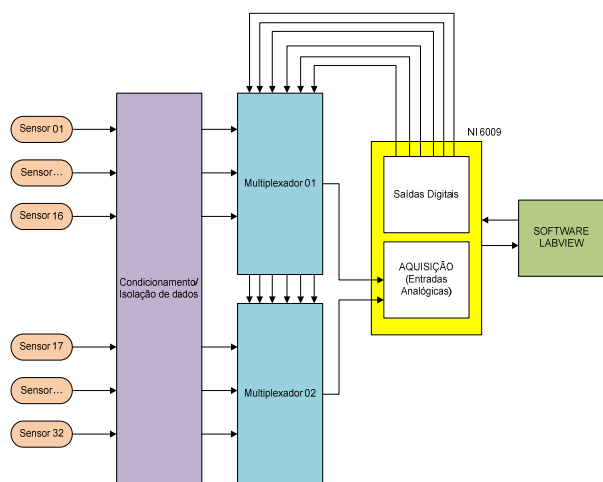 NI 6009
Sensor 01
Sensor...
Sensor 16
Multiplexador 01
Saídas Digitais
SOFTWARE
LABVIEW
AQUISIÇÃO
(Entradas
Analógicas)
Condicionamento/
Isolação de dados
Sensor 17
Sensor...
Sensor 32
Multiplexador 02